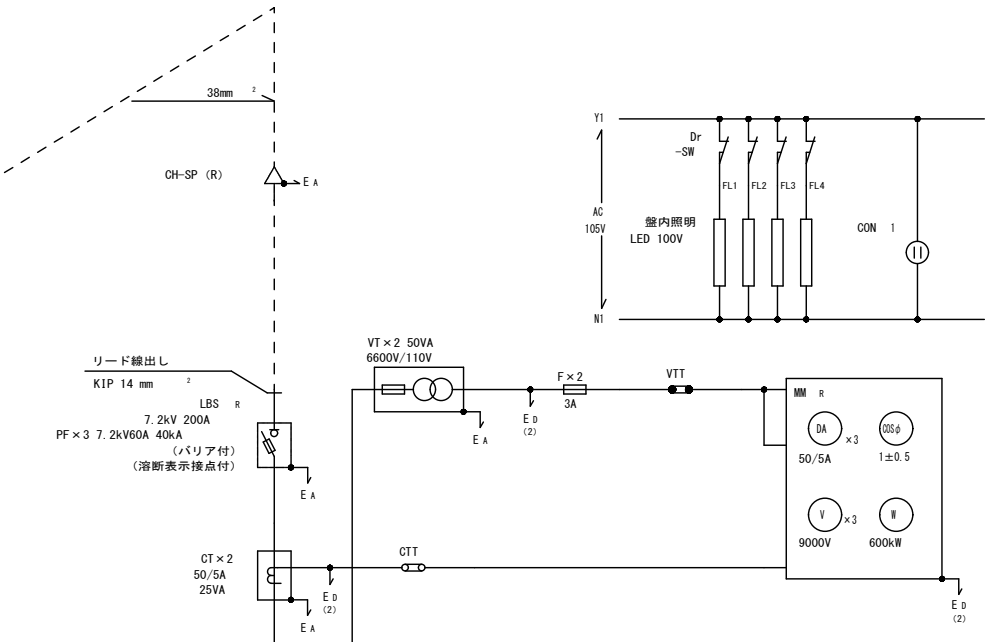 38mm 2
CH-SP (R)
E A
リード線出し
KIP 14 mm 2
LBS R
7.2kV 200A
PF×3 7.2kV60A 40kA
(バリア付)
(溶断表示接点付)
E A
CT×2
50/5A
25VA
E A
E D
(2)
CTT
VT×2 50VA
6600V/110V
E A
E D
(2)
F×2
3A
VTT
Y1
AC
105V
N1
Dr
-SW
FL1
FL2
FL3
FL4
盤内照明
LED 100V
CON 1
MM R
DA
×3
50/5A
COSφ
1±0.5
V
×3
9000V
W
600kW
E D
(2)